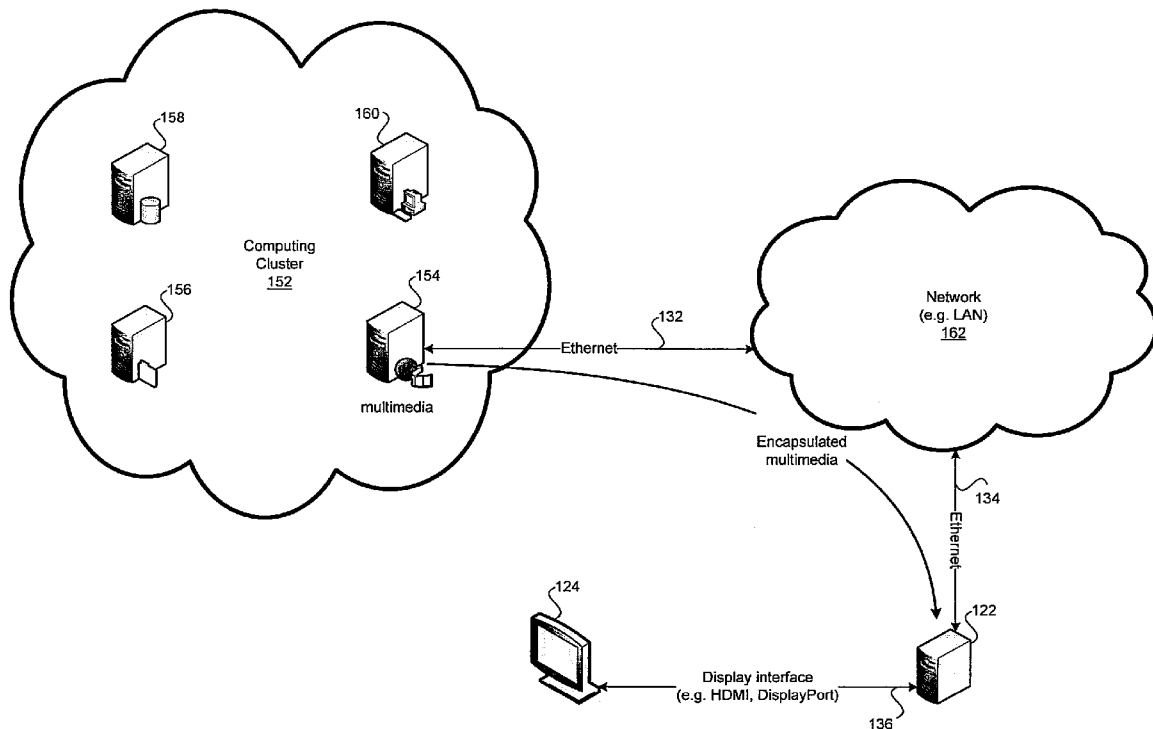 158
160
Computing
Cluster
152
156
154
multimedia
Ethernet
132
Network
(e.g. LAN)
162
Encapsulated
multimedia
134
Ethernet
124
122
Display interface
(e.g. HDMI, DisplayPort)
136